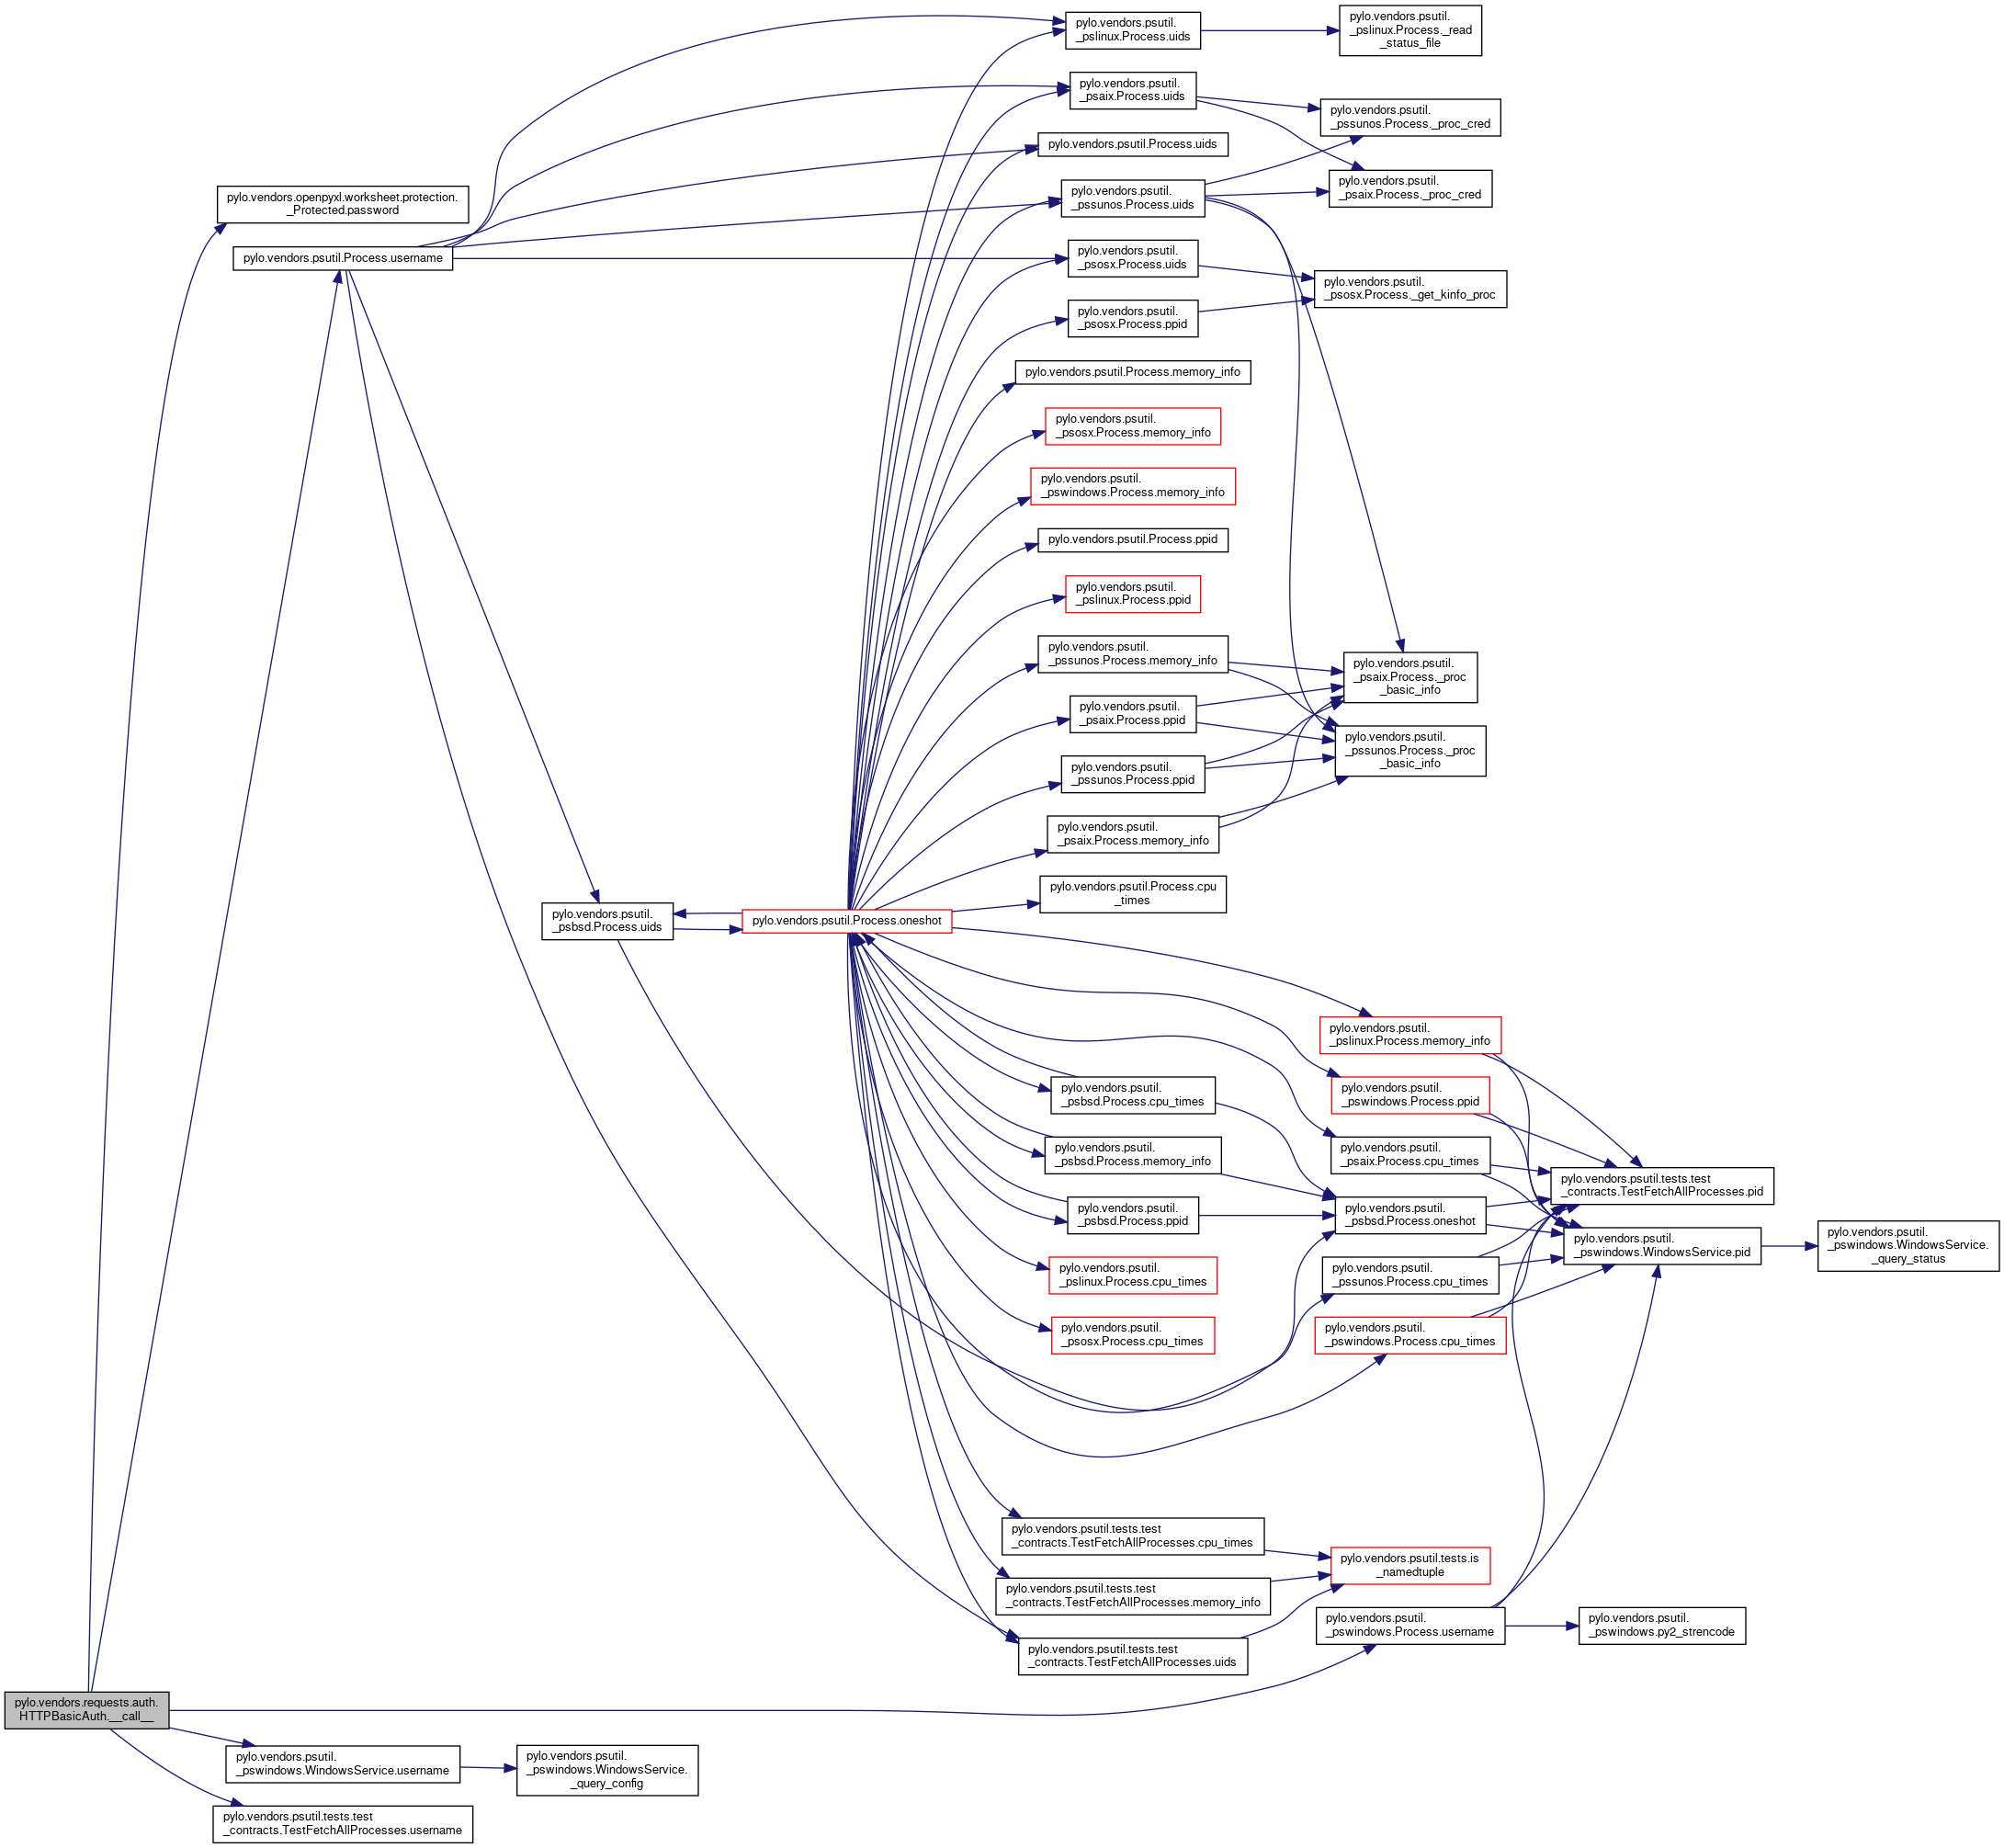 pylo.vendors.psutil.
_pslinux.Process.uids
pylo.vendors.psutil.
_pslinux.Process._read
_status_file
pylo.vendors.psutil.
_psaix.Process.uids
pylo.vendors.psutil.
_pssunos.Process._proc_cred
pylo.vendors.psutil.Process.uids
pylo.vendors.psutil.
_psaix.Process._proc_cred
pylo.vendors.openpyxl.worksheet.protection.
_Protected.password
pylo.vendors.psutil.
_pssunos.Process.uids
pylo.vendors.psutil.Process.username
pylo.vendors.psutil.
_psosx.Process.uids
pylo.vendors.psutil.
_psosx.Process._get_kinfo_proc
pylo.vendors.psutil.
_psosx.Process.ppid
pylo.vendors.psutil.Process.memory_info
pylo.vendors.psutil.
_psosx.Process.memory_info
pylo.vendors.psutil.
_pswindows.Process.memory_info
pylo.vendors.psutil.Process.ppid
pylo.vendors.psutil.
_pslinux.Process.ppid
pylo.vendors.psutil.
_pssunos.Process.memory_info
pylo.vendors.psutil.
_psaix.Process._proc
_basic_info
pylo.vendors.psutil.
_psaix.Process.ppid
pylo.vendors.psutil.
_pssunos.Process._proc
_basic_info
pylo.vendors.psutil.
_pssunos.Process.ppid
pylo.vendors.psutil.
_psaix.Process.memory_info
pylo.vendors.psutil.Process.cpu
_times
pylo.vendors.psutil.
_psbsd.Process.uids
pylo.vendors.psutil.Process.oneshot
pylo.vendors.psutil.
_pslinux.Process.memory_info
pylo.vendors.psutil.
_psbsd.Process.cpu_times
pylo.vendors.psutil.
_pswindows.Process.ppid
pylo.vendors.psutil.
_psbsd.Process.memory_info
pylo.vendors.psutil.
_psaix.Process.cpu_times
pylo.vendors.psutil.tests.test
_contracts.TestFetchAllProcesses.pid
pylo.vendors.psutil.
_psbsd.Process.ppid
pylo.vendors.psutil.
_psbsd.Process.oneshot
pylo.vendors.psutil.
_pswindows.WindowsService.pid
pylo.vendors.psutil.
_pswindows.WindowsService.
_query_status
pylo.vendors.psutil.
_pslinux.Process.cpu_times
pylo.vendors.psutil.
_pssunos.Process.cpu_times
pylo.vendors.psutil.
_psosx.Process.cpu_times
pylo.vendors.psutil.
_pswindows.Process.cpu_times
pylo.vendors.psutil.tests.test
_contracts.TestFetchAllProcesses.cpu_times
pylo.vendors.psutil.tests.is
_namedtuple
pylo.vendors.psutil.tests.test
_contracts.TestFetchAllProcesses.memory_info
pylo.vendors.psutil.
_pswindows.Process.username
pylo.vendors.psutil.
_pswindows.py2_strencode
pylo.vendors.psutil.tests.test
_contracts.TestFetchAllProcesses.uids
pylo.vendors.requests.auth.
HTTPBasicAuth.__call__
pylo.vendors.psutil.
_pswindows.WindowsService.username
pylo.vendors.psutil.
_pswindows.WindowsService.
_query_config
pylo.vendors.psutil.tests.test
_contracts.TestFetchAllProcesses.username